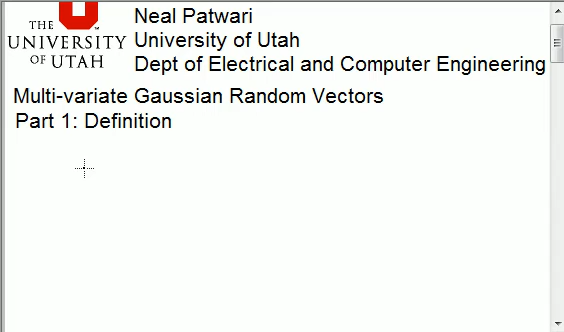 THE
UNIVERSITY
OF UTAH
Neal Patwari
University of Utah
Dept of Electrical and Computer Engineering
Multi-variate Gaussian Random Vectors
Part 1: Definition